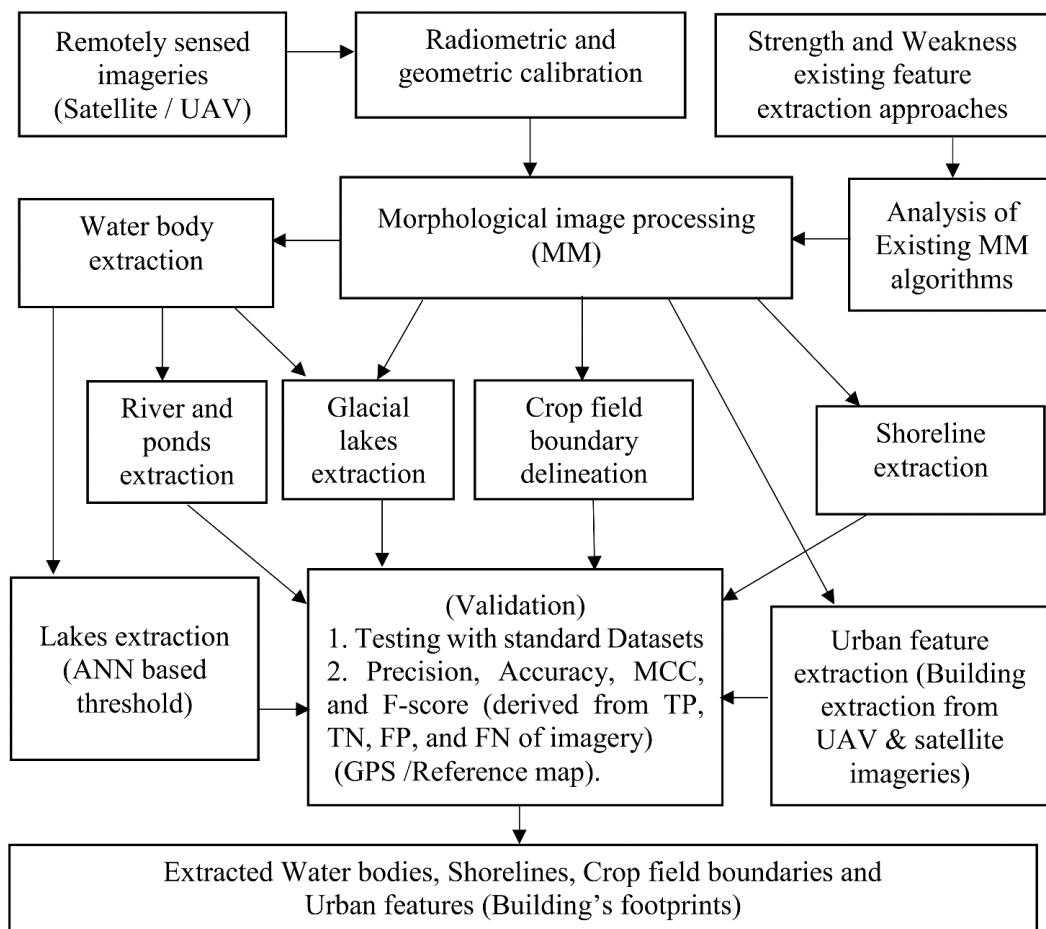 Remotely sensed
imageries
(Satellite / UAV)
Radiometric and
geometric calibration
Strength and Weakness
existing feature
extraction approaches
Water body
extraction
Morphological image processing
(MM)
Analysis of
Existing MM
algorithms
River and
ponds
extraction
Glacial
lakes
extraction
Crop field
boundary
delineation
Shoreline
extraction
Lakes extraction
(ANN based
threshold)
(Validation)
1. Testing with standard Datasets
2. Precision, Accuracy, MCC,
and F-score (derived from TP,
TN, FP, and FN of imagery)
(GPS /Reference map).
Urban feature
extraction (Building
extraction from
UAV & satellite
imageries)
Extracted Water bodies, Shorelines, Crop field boundaries and
Urban features (Building’s footprints)